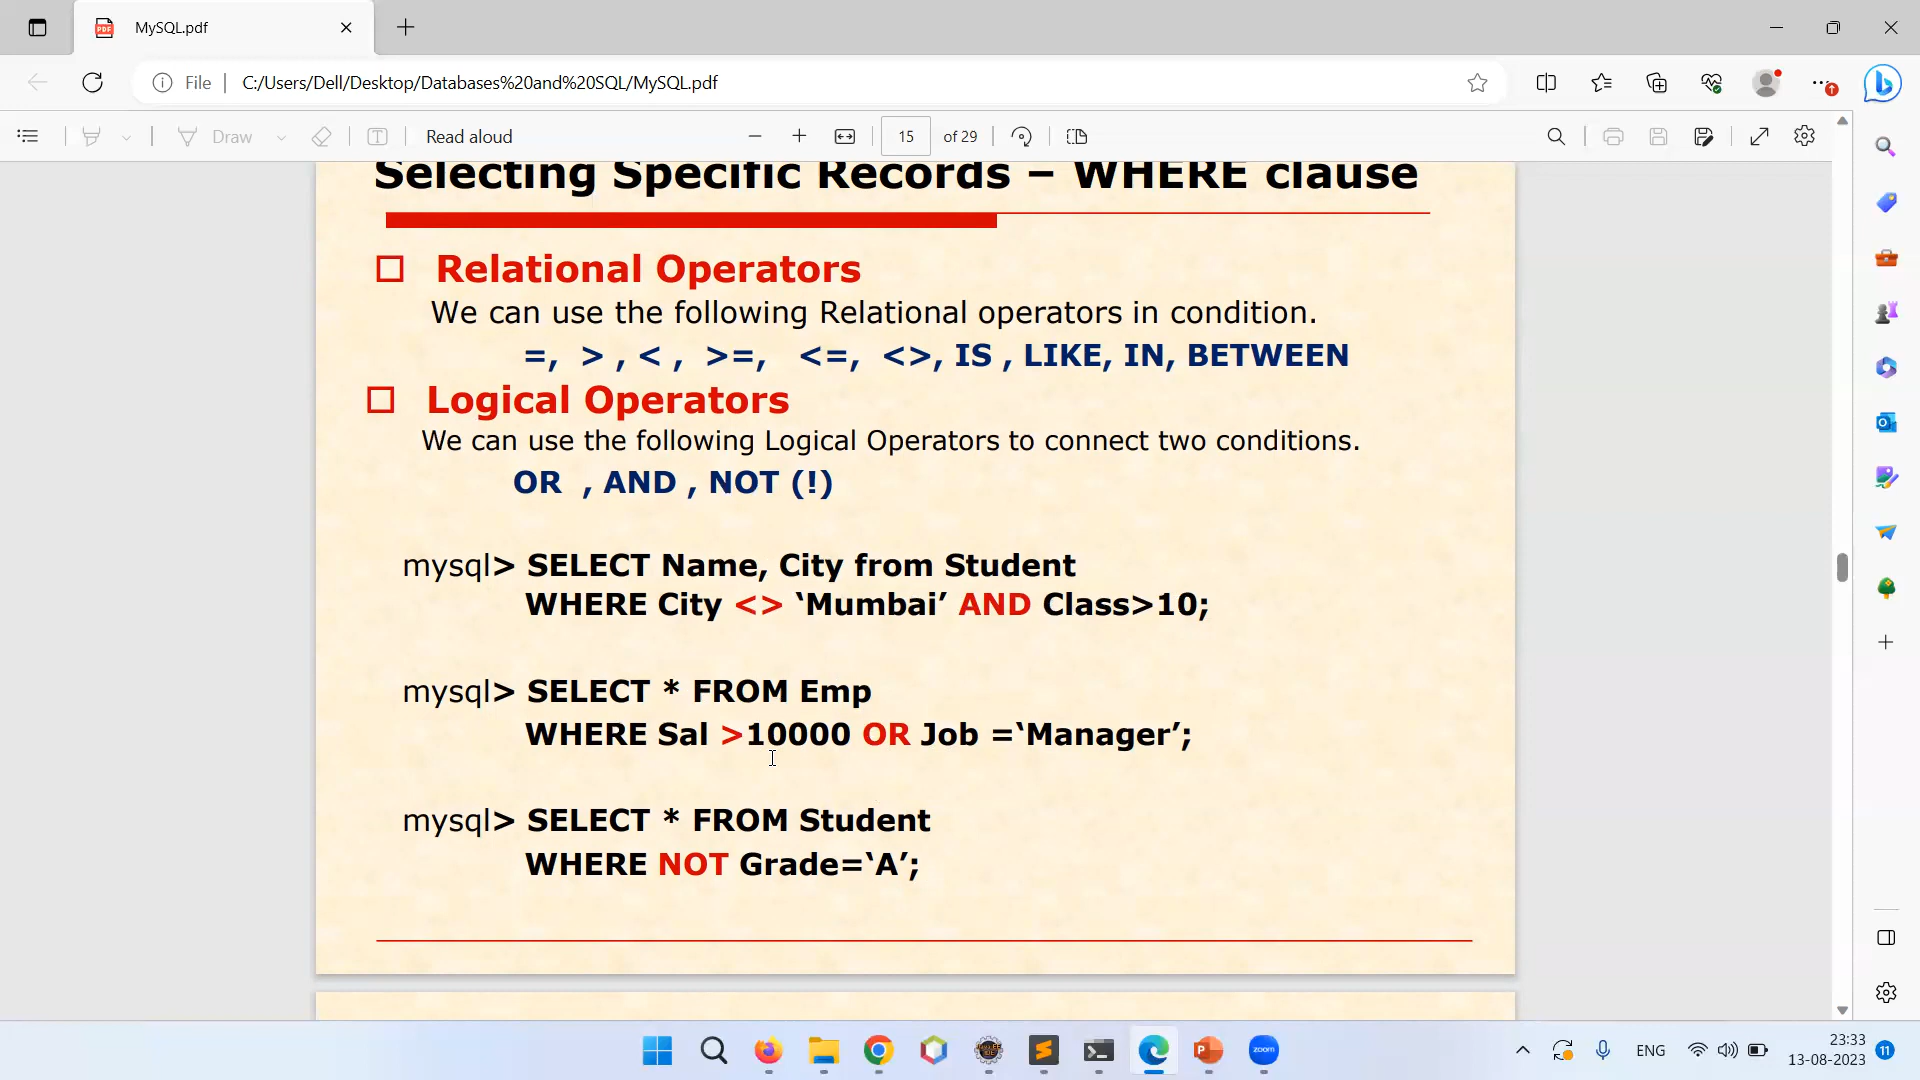 MySQL.pdf
File
C:/Users/Dell/Desktop/Databases%20and%20SQL/MySQL.pdf
Draw
Read aloud
15 of 29
Selecting Specific Records – WHERE clause
Relational Operators
We can use the following Relational operators in condition.
=, > , < , >=, <=, <>, IS , LIKE, IN, BETWEEN
Logical Operators
We can use the following Logical Operators to connect two conditions.
OR , AND , NOT (!)
mysql> SELECT Name, City from Student
WHERE City <> ‘Mumbai’ AND Class>10;
mysql> SELECT * FROM Emp
WHERE Sal >10000 OR Job =‘Manager’;
mysql> SELECT * FROM Student
WHERE NOT Grade=‘A’;
zoom
ENG
23:33
13-08-2023
11